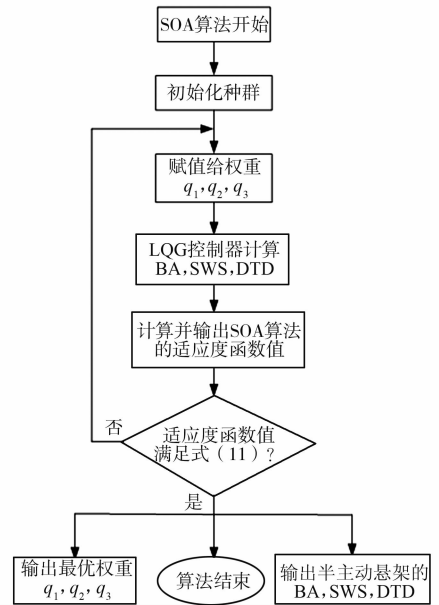 SOA算法开始
初始化种群
赋值给权重
q₁,q₂,q₃
LQG控制器计算
BA,SWS,DTD
计算并输出SOA算法
的适应度函数值
适应度函数值
满足式（11）?
否
是
输出最优权重
q₁,q₂,q₃
算法结束
输出半主动悬架的
BA,SWS,DTD